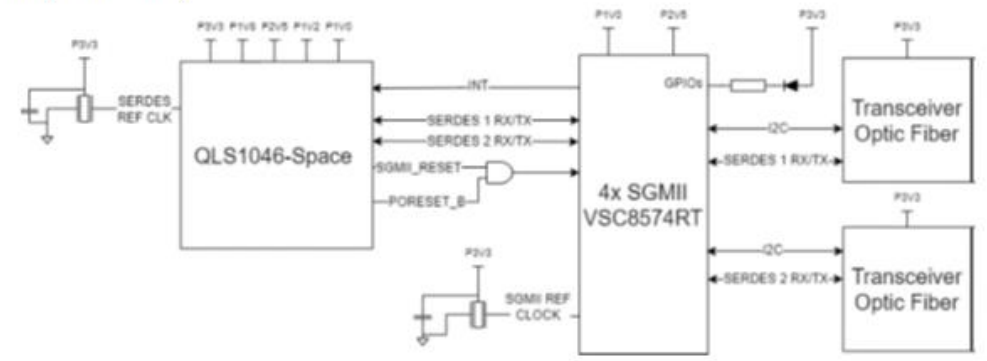 P3V3 P1V8 P2V5 P1V2 P1V0
P3V3
SERDES
REF CLK
QLS1046-Space
INT
SERDES 1 RX/TX
SERDES 2 RX/TX
SGMII_RESET
PORESET_B
P1V0 P2V5 P3V3
GPIOs
4x SGMII
VSC8574RT
P3V3
SGMII REF
CLOCK
I2C
SERDES 1 RX/TX
P3V3
Transceiver
Optic Fiber
I2C
SERDES 2 RX/TX
P3V3
Transceiver
Optic Fiber